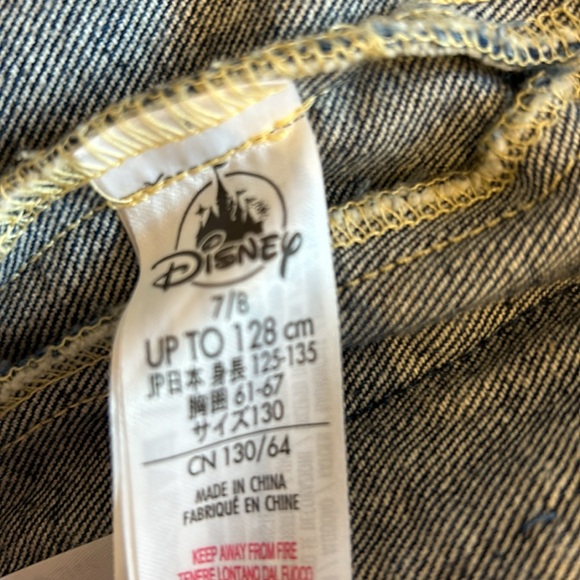 Disney
7/8
UP TO 128 cm
JP日本 身長 125-135
胸囲 61-67
サイズ130
CN 130/64
MADE IN CHINA
FABRIQUÉ EN CHINE
KEEP AWAY FROM FIRE
TENERE LONTANO DAL FUOCO